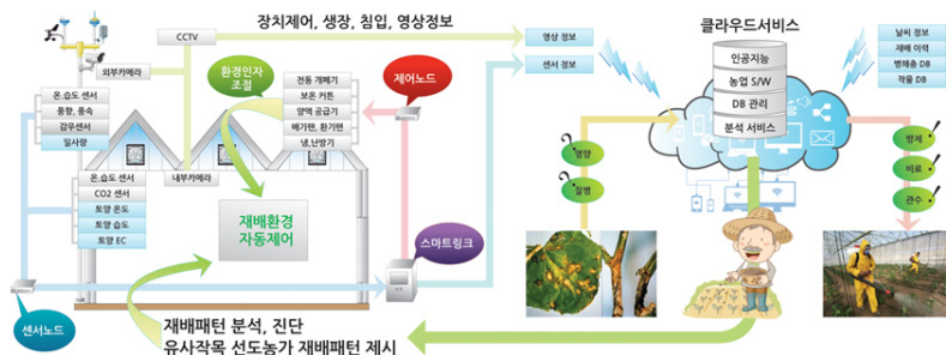 장치제어, 생장, 침입, 영상정보
CCTV
외부카메라
온.습도 센서
풍향, 풍속
감우센서
일사량
환경인자
조절
전동 개폐기
보온 커튼
양액 공급기
배기팬, 환기팬
냉,난방기
제어노드
온.습도 센서
CO2 센서
토양 온도
토양 습도
토양 EC
내부카메라
재배환경
자동제어
스마트링크
센서노드
재배패턴 분석, 진단
유사작목 선도농가 재배패턴 제시
영상 정보
센서 정보
클라우드서비스
인공지능
농업 S/W
DB 관리
분석 서비스
날씨 정보
재배 이력
병해충 DB
작물 DB
영양
질병
방제
비료
관수